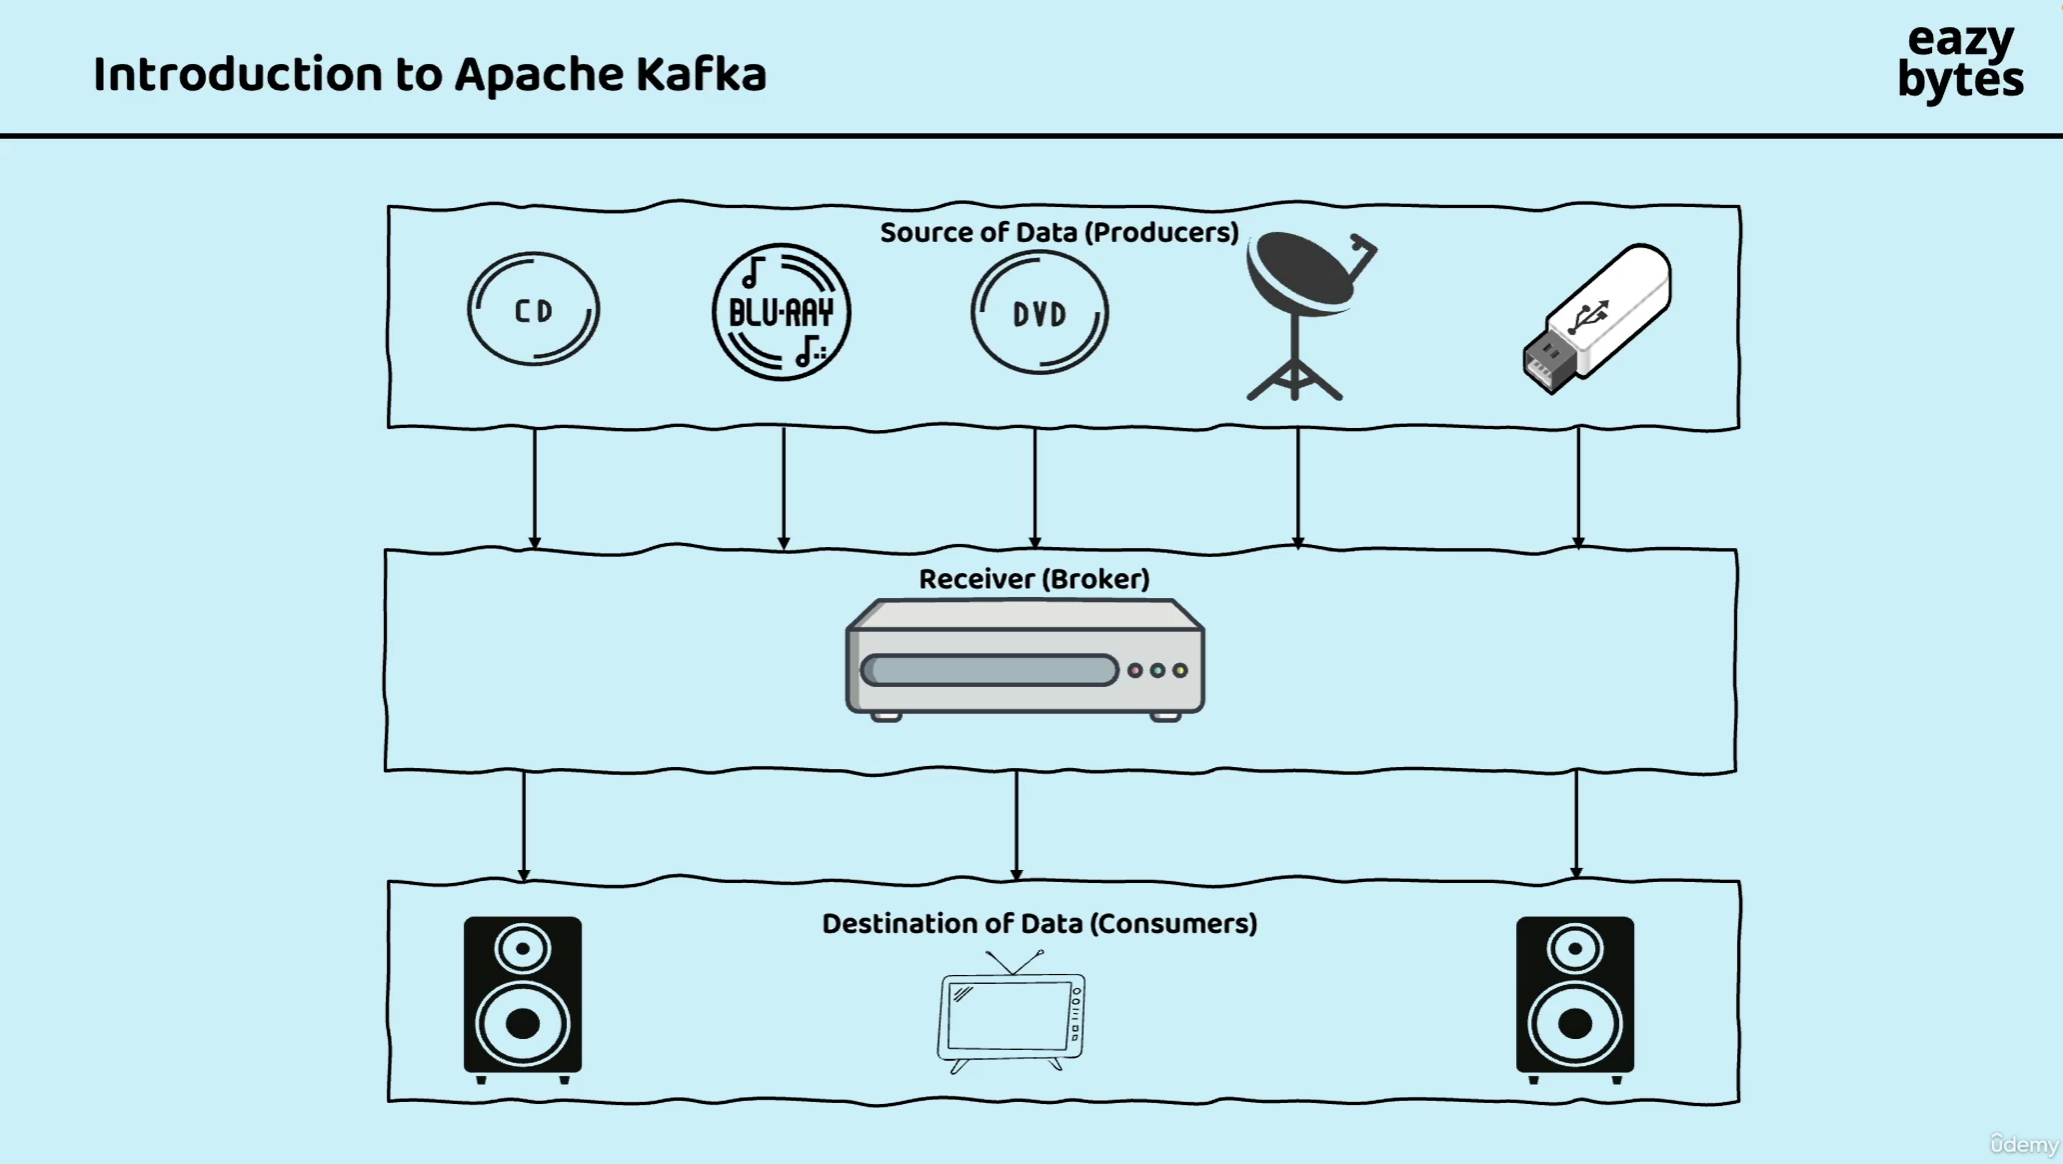 Introduction to Apache Kafka
eazy
bytes
Source of Data (Producers)
CD
BLU-RAY
DVD
Receiver (Broker)
Destination of Data (Consumers)
ûdemy